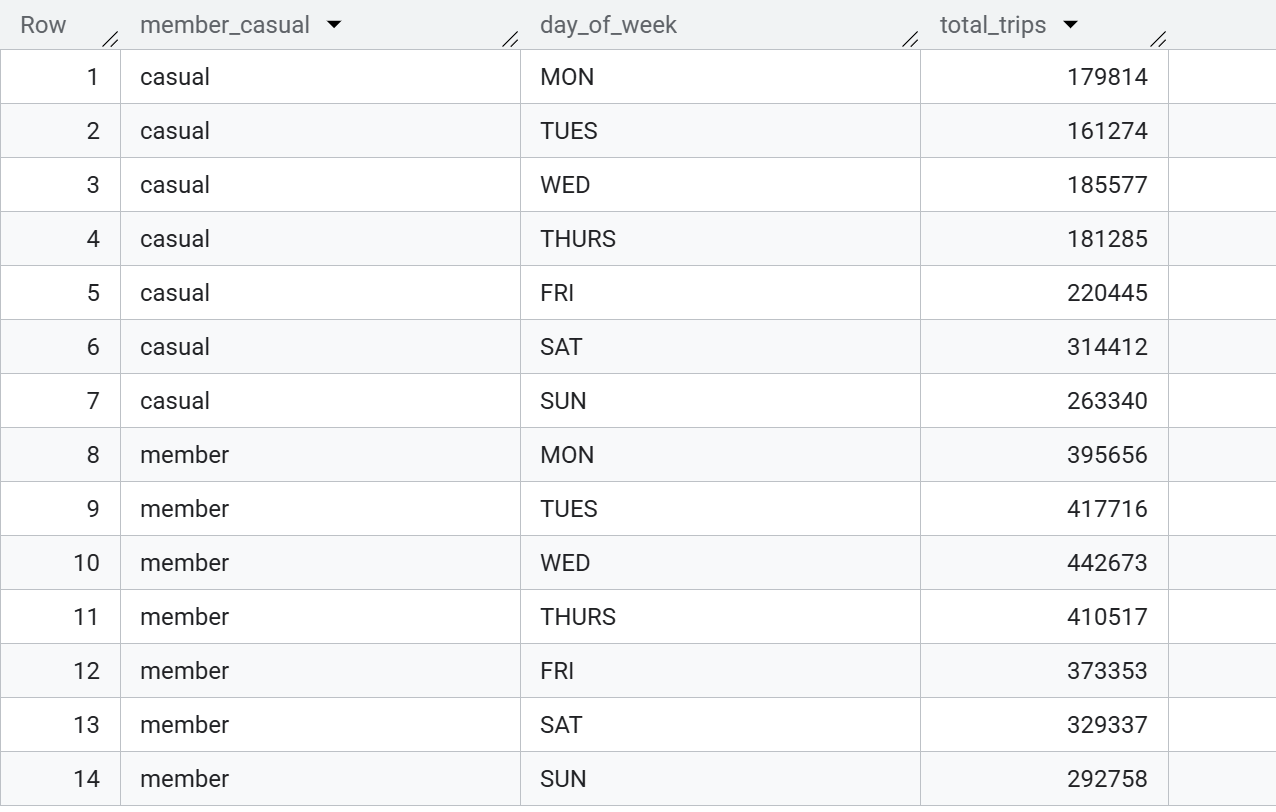 Row member_casual day_of_week total_trips
1 casual MON 179814
2 casual TUES 161274
3 casual WED 185577
4 casual THURS 181285
5 casual FRI 220445
6 casual SAT 314412
7 casual SUN 263340
8 member MON 395656
9 member TUES 417716
10 member WED 442673
11 member THURS 410517
12 member FRI 373353
13 member SAT 329337
14 member SUN 292758